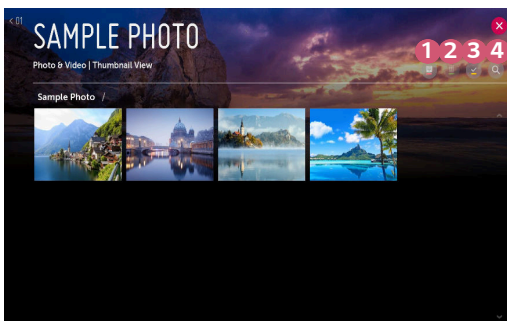 < 01
SAMPLE PHOTO
Photo & Video | Thumbnail View
1 2 3 4
Sample Photo /